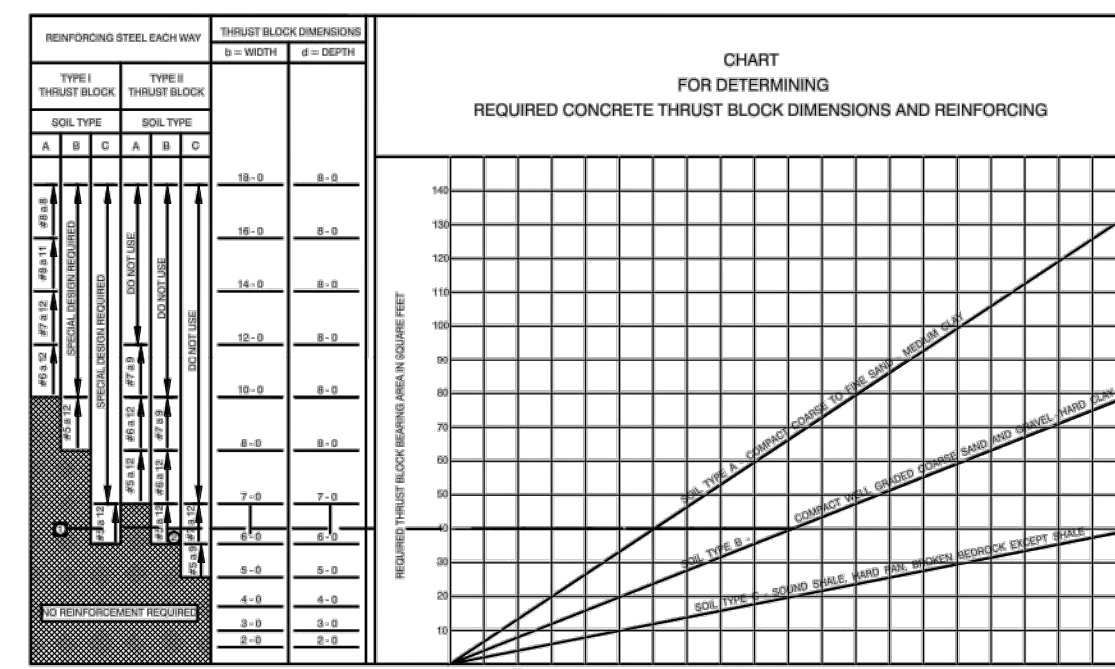 REINFORCING STEEL EACH WAY
THRUST BLOCK DIMENSIONS
b = WIDTH
d = DEPTH
TYPE I
THRUST BLOCK
TYPE II
THRUST BLOCK
SOIL TYPE
SOIL TYPE
A
B
C
A
B
C
CHART
FOR DETERMINING
REQUIRED CONCRETE THRUST BLOCK DIMENSIONS AND REINFORCING
#8 a 8
#8 a 11
#7 a 12
#6 a 12
SPECIAL DESIGN REQUIRED
#5 a 12
SPECIAL DESIGN REQUIRED
#5 a 12
DO NOT USE
#7 a 9
#6 a 12
#5 a 12
DO NOT USE
#7 a 9
#6 a 12
#5 a 12
DO NOT USE
#7 a 12
#5 a 9
1
2
NO REINFORCEMENT REQUIRED
18 - 0 8 - 0
16 - 0 8 - 0
14 - 0 8 - 0
12 - 0 8 - 0
10 - 0 8 - 0
8 - 0 8 - 0
7 - 0 7 - 0
6 - 0 6 - 0
5 - 0 5 - 0
4 - 0 4 - 0
3 - 0 3 - 0
2 - 0 2 - 0
REQUIRED THRUST BLOCK BEARING AREA IN SQUARE FEET
140
130
120
110
100
90
80
70
60
50
40
30
20
10
SOIL TYPE A - COMPACT COARSE TO FINE SAND - MEDIUM CLAY
SOIL TYPE B - COMPACT WELL GRADED COARSE SAND AND GRAVEL - HARD CLAY
SOIL TYPE C - SOUND SHALE, HARD PAN, BROKEN BEDROCK EXCEPT SHALE